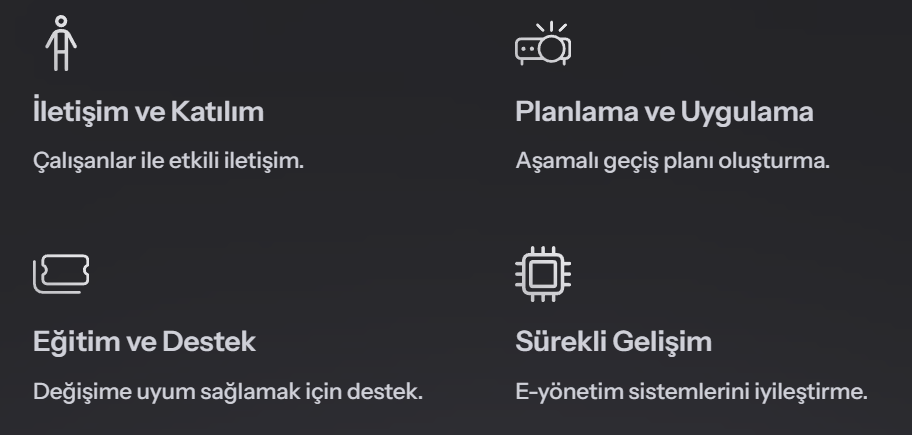 İletişim ve Katılım
Çalışanlar ile etkili iletişim.
Planlama ve Uygulama
Aşamalı geçiş planı oluşturma.
Eğitim ve Destek
Değişime uyum sağlamak için destek.
Sürekli Gelişim
E-yönetim sistemlerini iyileştirme.